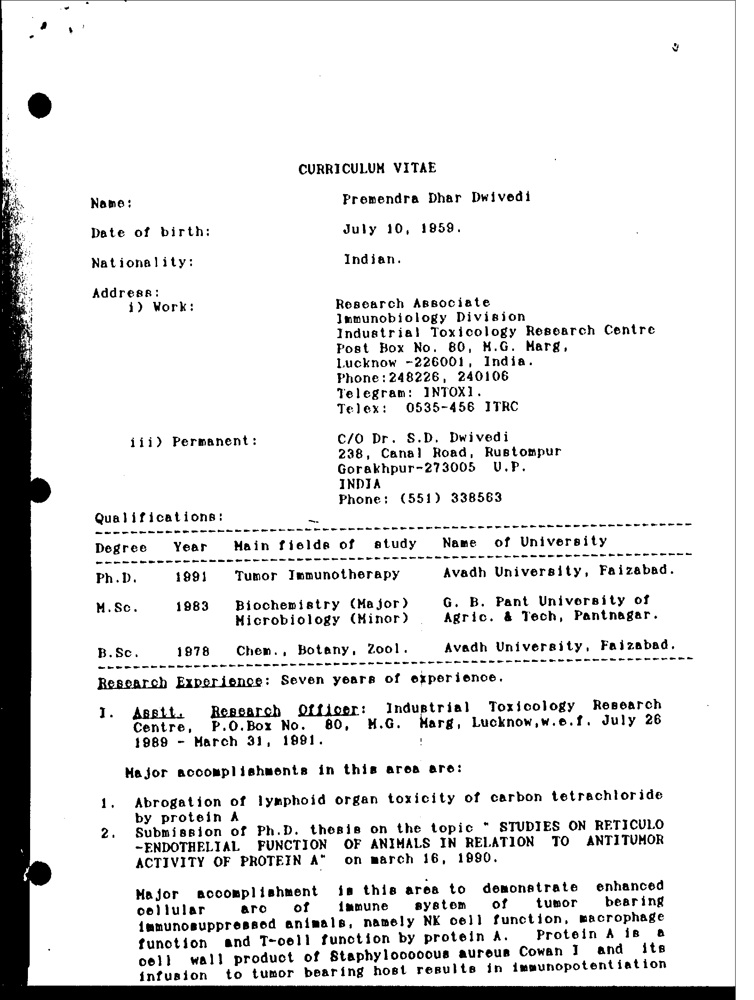 CURRICULUM VITAE
Name: Premendra Dhar Dwivedi
Date of birth: July 10, 1959.
Nationality: Indian.
Address:
i) Work: Research Associate
Immunobiology Division
Industrial Toxicology Research Centre
Post Box No. 80, M.G. Marg,
Lucknow -226001, India.
Phone:248226, 240106
Telegram: INTOXI.
Telex: 0535-456 ITRC
iii) Permanent: C/O Dr. S.D. Dwivedi
238, Canal Road, Rustompur
Gorakhpur-273005 U.P.
INDIA
Phone: (551) 338563
Qualifications:
Degree Year Main fields of study Name of University
Ph.D. 1991 Tumor Immunotherapy Avadh University, Faizabad.
M.Sc. 1983 Biochemistry (Major) G. B. Pant University of
Microbiology (Minor) Agric. & Tech, Pantnagar.
B.Sc. 1978 Chem., Botany, Zool. Avadh University, Faizabad.
Research Experience: Seven years of experience.
I. Asstt. Research Officer: Industrial Toxicology Research
Centre, P.O.Box No. 80, M.G. Marg, Lucknow,w.e.f. July 26
1989 - March 31, 1991.
Major accomplishments in this area are:
1. Abrogation of lymphoid organ toxicity of carbon tetrachloride
by protein A
2. Submission of Ph.D. thesis on the topic " STUDIES ON RETICULO
-ENDOTHELIAL FUNCTION OF ANIMALS IN RELATION TO ANTITUMOR
ACTIVITY OF PROTEIN A" on march 16, 1990.
Major accomplishment is this area to demonstrate enhanced
cellular arc of immune system of tumor bearing
immunosuppressed animals, namely NK cell function, macrophage
function and T-cell function by protein A. Protein A is a
cell wall product of Staphylococcous aureus Cowan I and its
infusion to tumor bearing host results in immunopotentiation